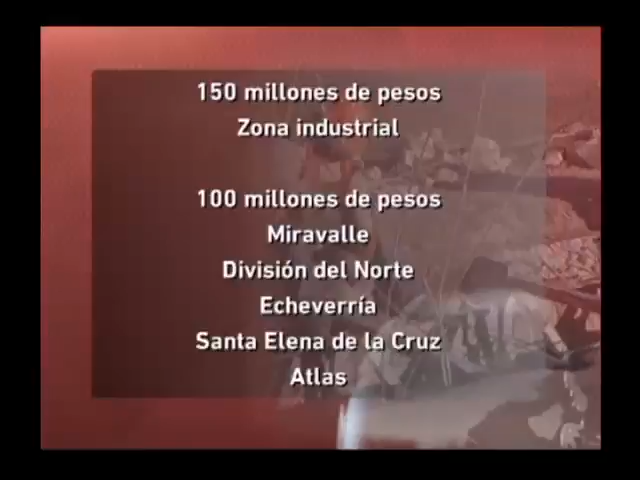 150 millones de pesos
Zona industrial
100 millones de pesos
Miravalle
División del Norte
Echeverría
Santa Elena de la Cruz
Atlas